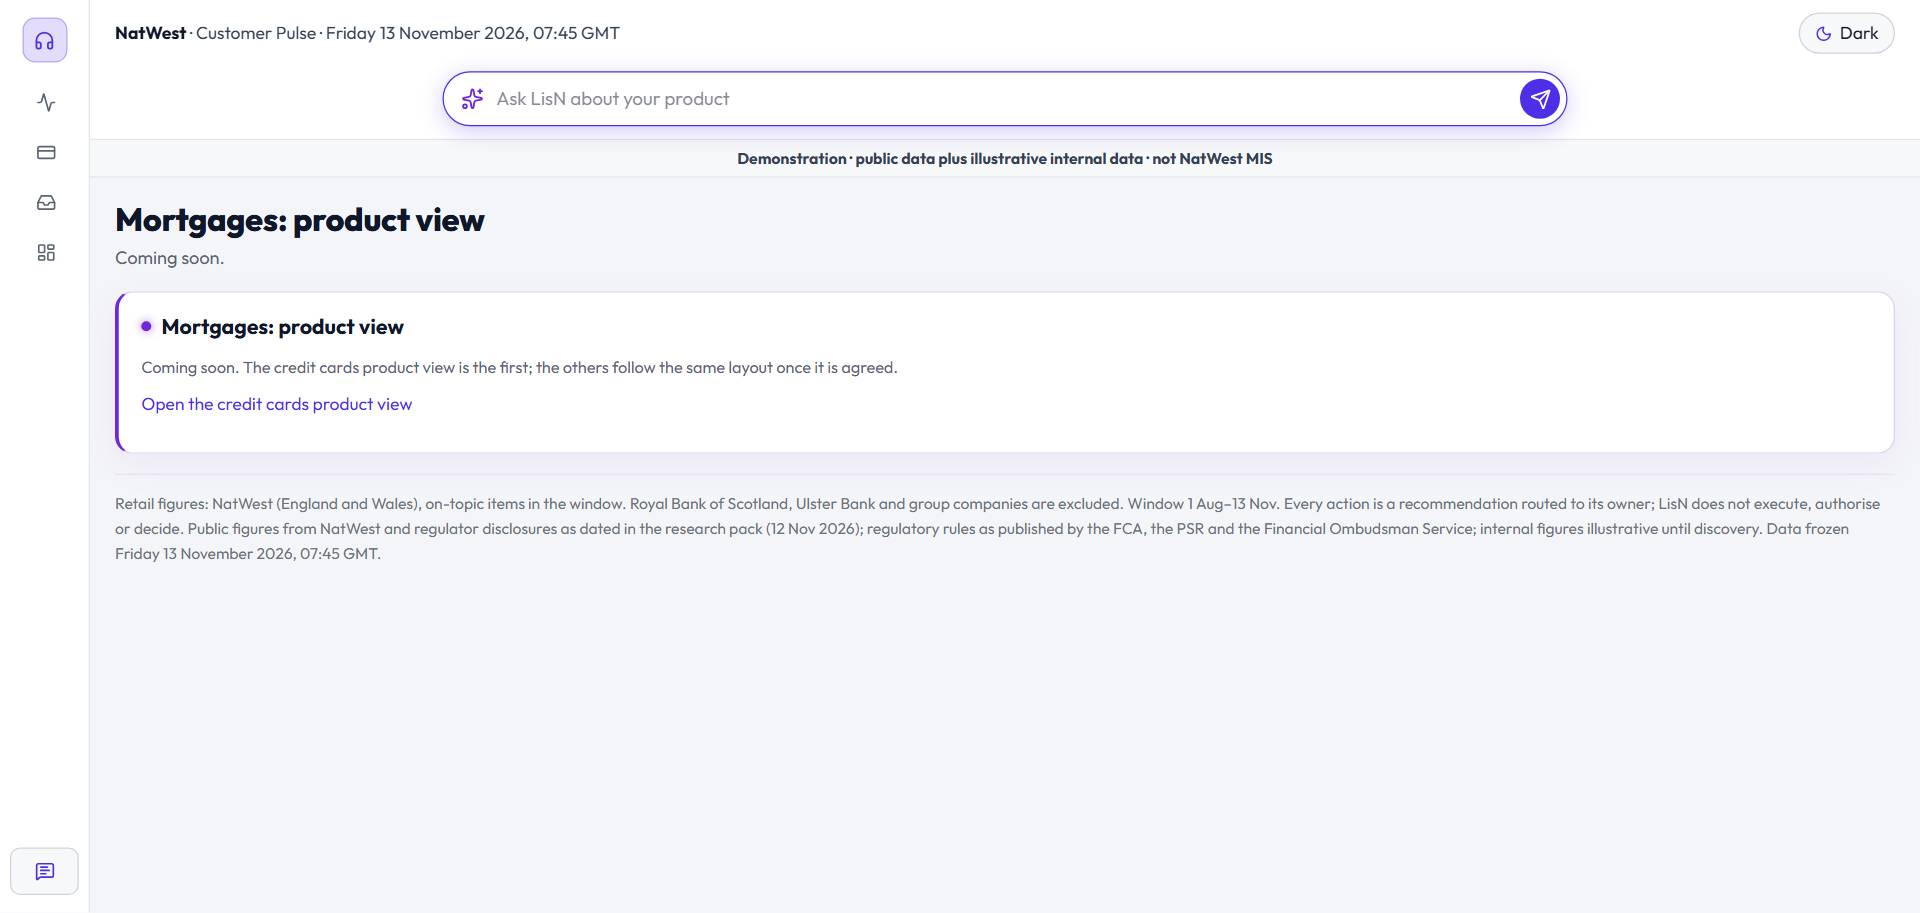 NatWest · Customer Pulse · Friday 13 November 2026, 07:45 GMT
Dark
Ask LisN about your product
Demonstration · public data plus illustrative internal data · not NatWest MIS
Mortgages: product view
Coming soon.
Mortgages: product view
Coming soon. The credit cards product view is the first; the others follow the same layout once it is agreed.
Open the credit cards product view
Retail figures: NatWest (England and Wales), on-topic items in the window. Royal Bank of Scotland, Ulster Bank and group companies are excluded. Window 1 Aug–13 Nov. Every action is a recommendation routed to its owner; LisN does not execute, authorise
or decide. Public figures from NatWest and regulator disclosures as dated in the research pack (12 Nov 2026); regulatory rules as published by the FCA, the PSR and the Financial Ombudsman Service; internal figures illustrative until discovery. Data frozen
Friday 13 November 2026, 07:45 GMT.